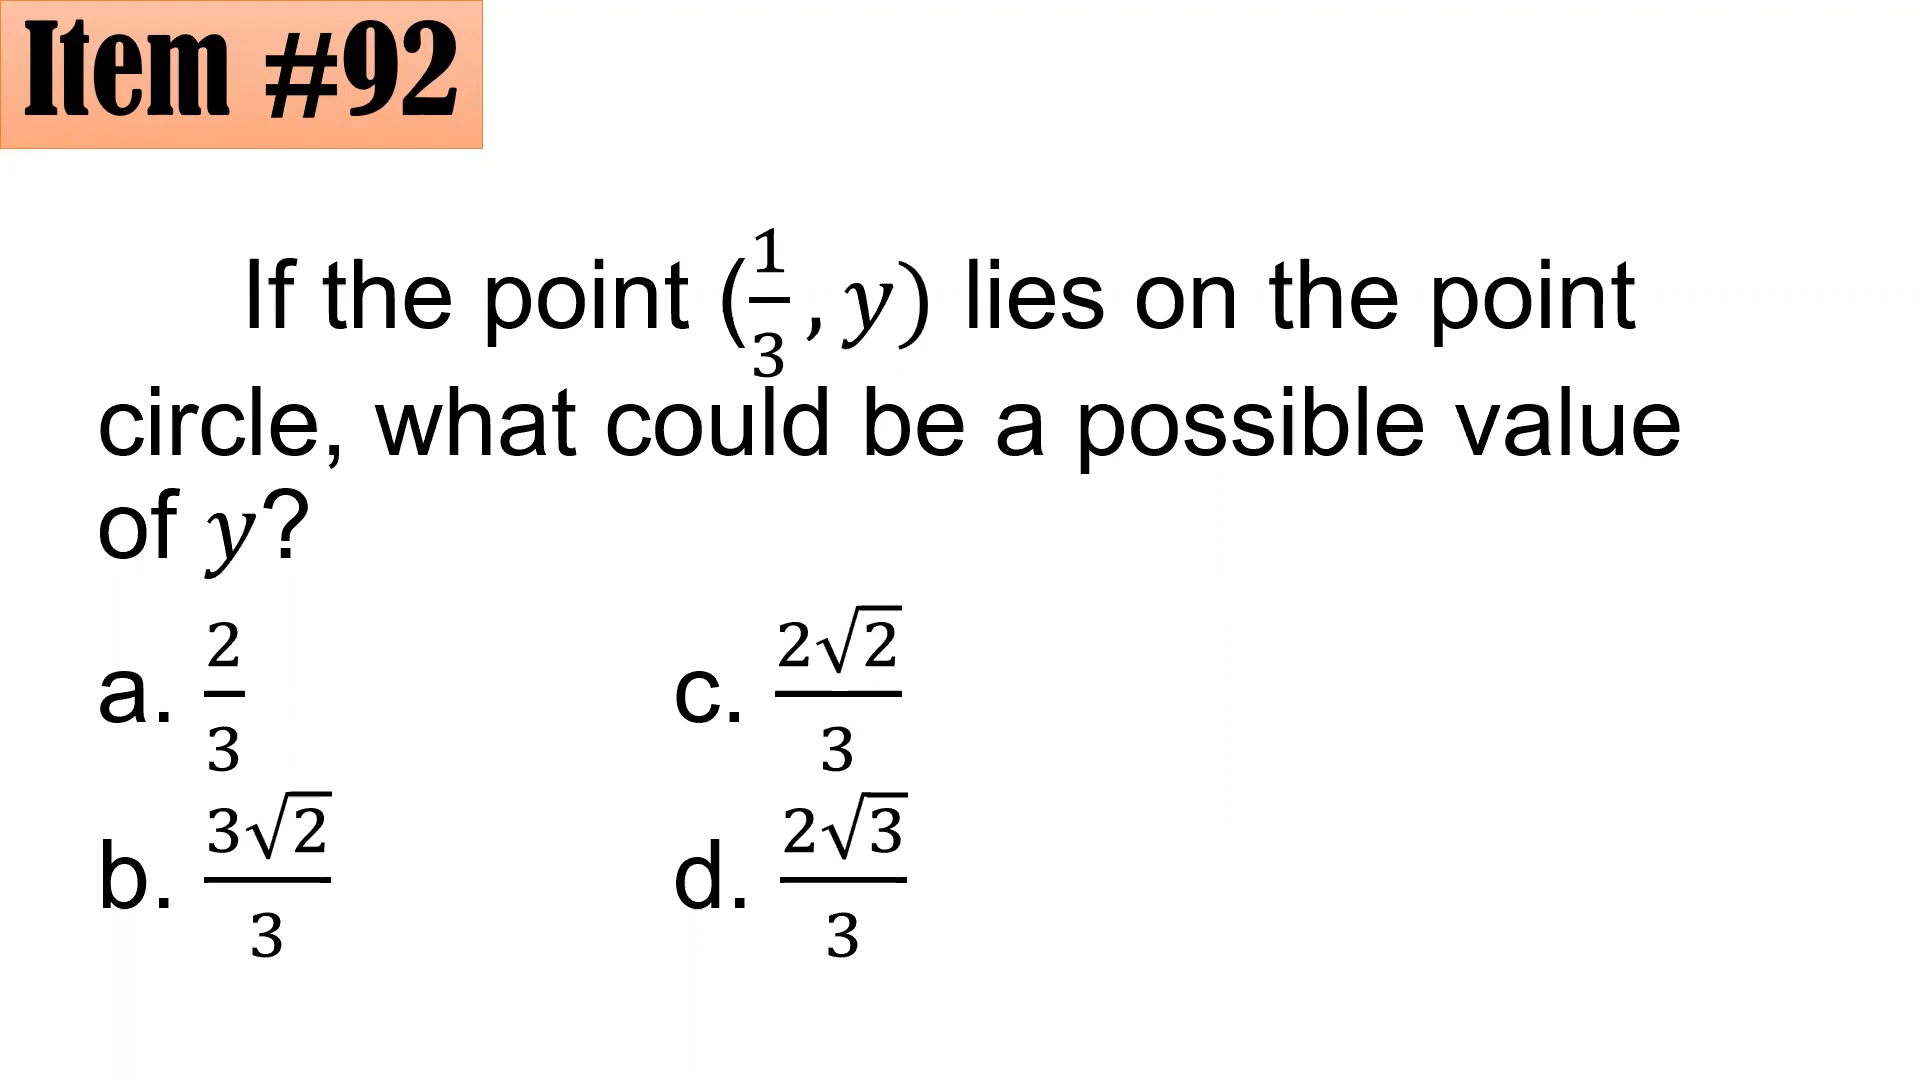 Item #92
If the point (1/3, y) lies on the point
circle, what could be a possible value
of y?
a. 2/3 c. 2√2/3
b. 3√2/3 d. 2√3/3